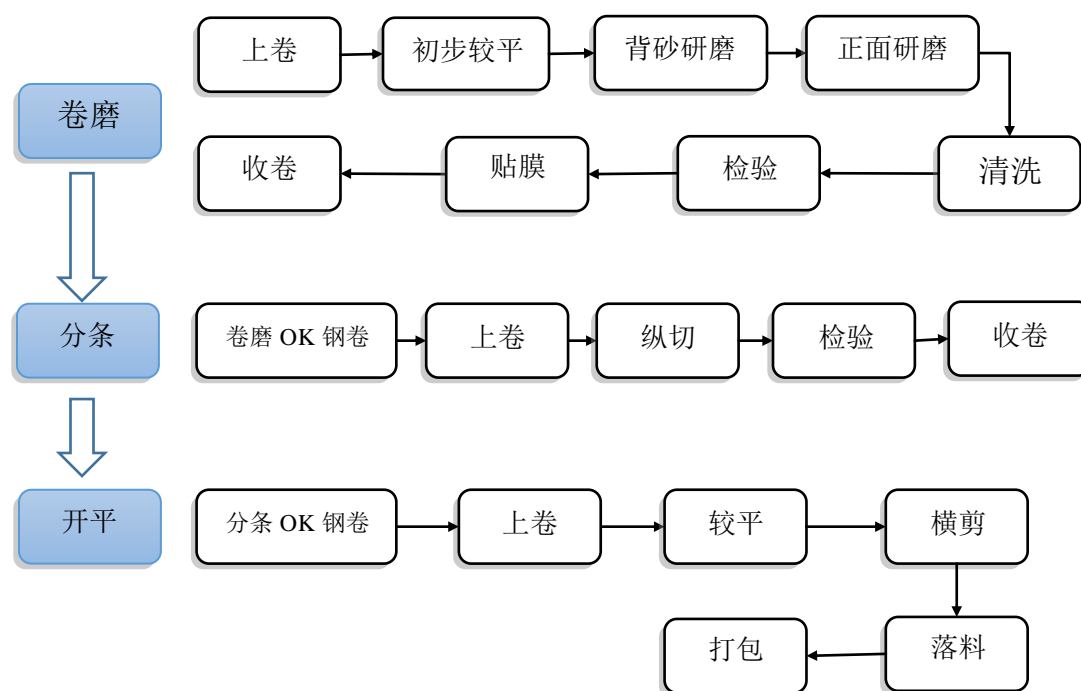 上卷
初步较平
背砂研磨
正面研磨
卷磨
收卷
贴膜
检验
清洗
分条
卷磨 OK 钢卷
上卷
纵切
检验
收卷
开平
分条 OK 钢卷
上卷
较平
横剪
打包
落料